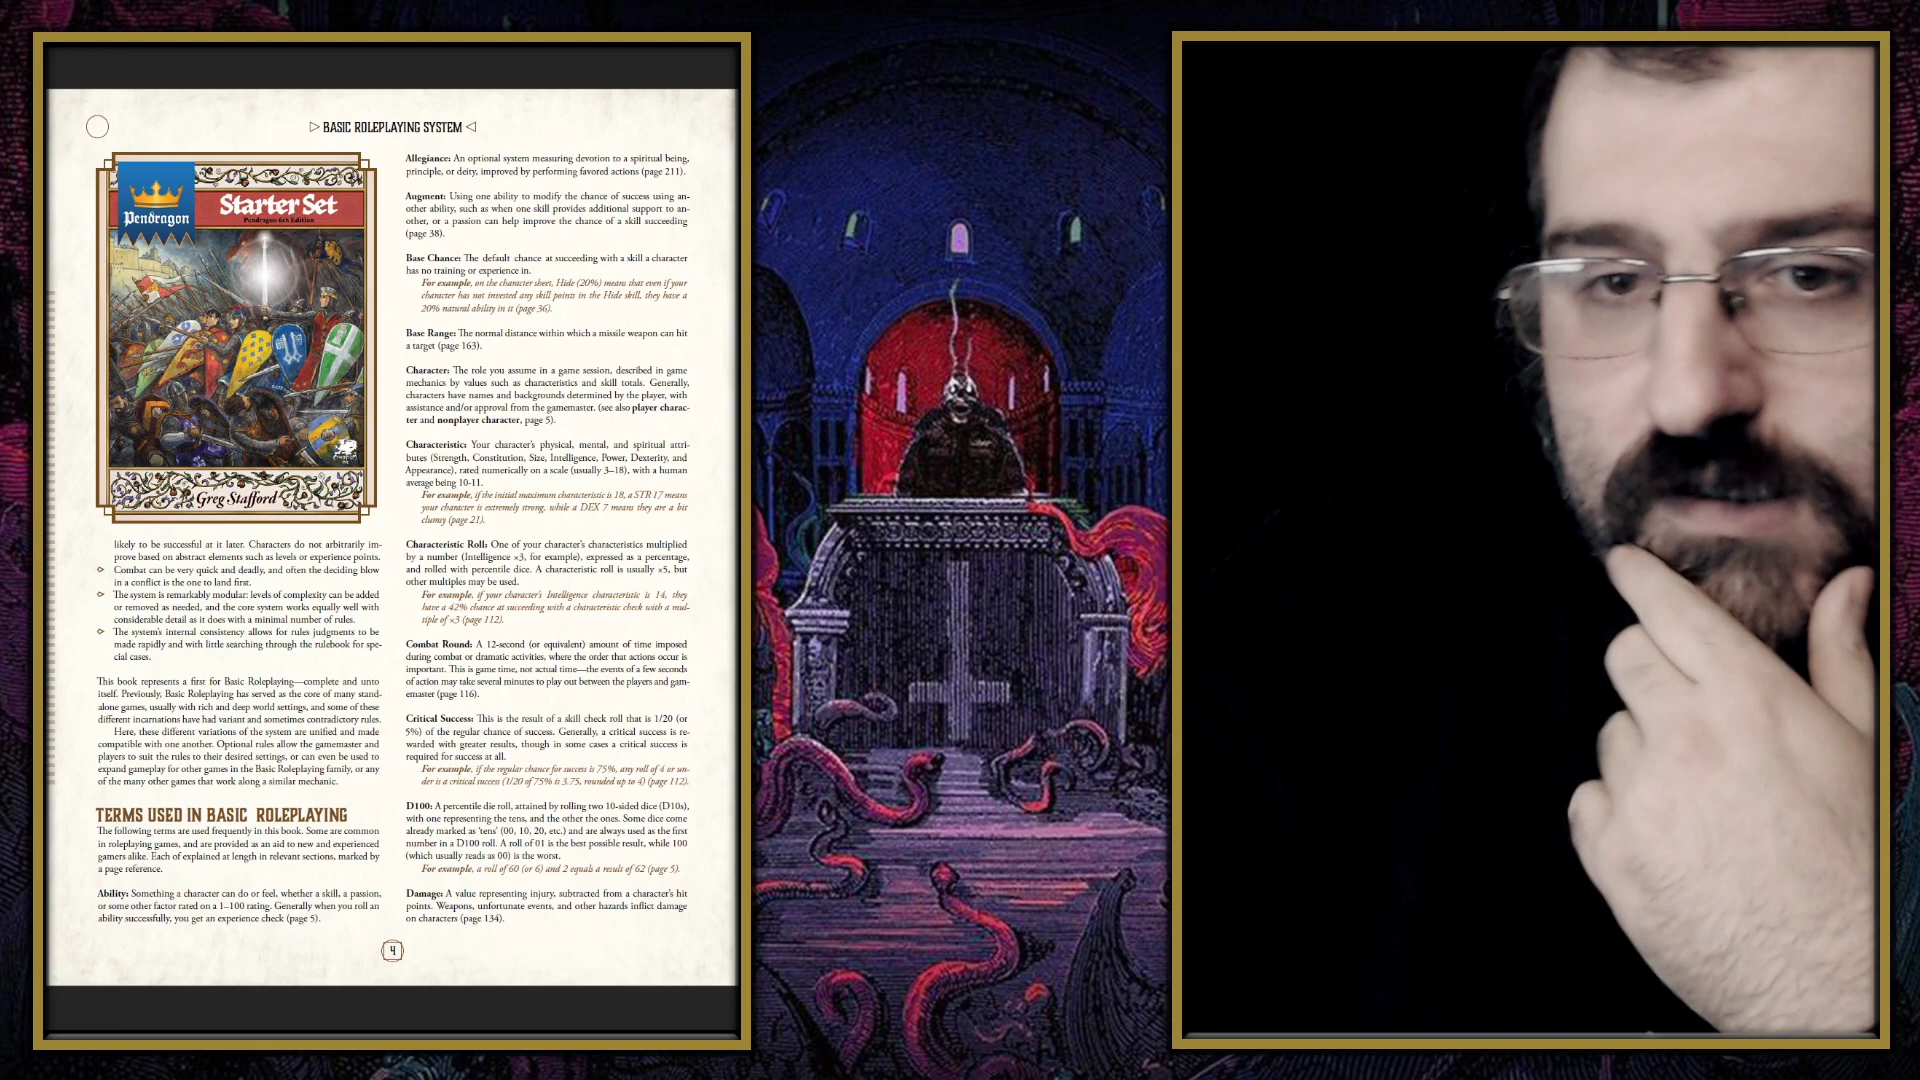 ▷ BASIC ROLEPLAYING SYSTEM ◁
Pendragon
Starter Set
Pendragon 6th Edition
Greg Stafford
likely to be successful at it later. Characters do not arbitrarily im-
prove based on abstract elements such as levels or experience points.
Combat can be very quick and deadly, and often the deciding blow
in a conflict is the one to land first.
The system is remarkably modular: levels of complexity can be added
or removed as needed, and the core system works equally well with
considerable detail as it does with a minimal number of rules.
The system's internal consistency allows for rules judgments to be
made rapidly and with little searching through the rulebook for spe-
cial cases.
This book represents a first for Basic Roleplaying—complete and unto
itself. Previously, Basic Roleplaying has served as the core of many stand-
alone games, usually with rich and deep world settings, and some of these
different incarnations have had variant and sometimes contradictory rules.
Here, these different variations of the system are unified and made
compatible with one another. Optional rules allow the gamemaster and
players to suit the rules to their desired settings, or can even be used to
expand gameplay for other games in the Basic Roleplaying family, or any
of the many other games that work along a similar mechanic.
TERMS USED IN BASIC ROLEPLAYING
The following terms are used frequently in this book. Some are common
in roleplaying games, and are provided as an aid to new and experienced
gamers alike. Each of explained at length in relevant sections, marked by
a page reference.
Ability: Something a character can do or feel, whether a skill, a passion,
or some other factor rated on a 1–100 rating. Generally when you roll an
ability successfully, you get an experience check (page 5).
Allegiance: An optional system measuring devotion to a spiritual being,
principle, or deity, improved by performing favored actions (page 211).
Augment: Using one ability to modify the chance of success using an-
other ability, such as when one skill provides additional support to an-
other, or a passion can help improve the chance of a skill succeeding
(page 38).
Base Chance: The default chance at succeeding with a skill a character
has no training or experience in.
For example, on the character sheet, Hide (20%) means that even if your
character has not invested any skill points in the Hide skill, they have a
20% natural ability in it (page 36).
Base Range: The normal distance within which a missile weapon can hit
a target (page 163).
Character: The role you assume in a game session, described in game
mechanics by values such as characteristics and skill totals. Generally,
characters have names and backgrounds determined by the player, with
assistance and/or approval from the gamemaster. (see also player charac-
ter and nonplayer character, page 5).
Characteristic: Your character's physical, mental, and spiritual attri-
butes (Strength, Constitution, Size, Intelligence, Power, Dexterity, and
Appearance), rated numerically on a scale (usually 3–18), with a human
average being 10-11.
For example, if the initial maximum characteristic is 18, a STR 17 means
your character is extremely strong, while a DEX 7 means they are a bit
clumsy (page 21).
Characteristic Roll: One of your character's characteristics multiplied
by a number (Intelligence ×3, for example), expressed as a percentage,
and rolled with percentile dice. A characteristic roll is usually ×5, but
other multiples may be used.
For example, if your character's Intelligence characteristic is 14, they
have a 42% chance at succeeding with a characteristic check with a mul-
tiple of ×3 (page 112).
Combat Round: A 12-second (or equivalent) amount of time imposed
during combat or dramatic activities, where the order that actions occur is
important. This is game time, not actual time—the events of a few seconds
of action may take several minutes to play out between the players and gam-
emaster (page 116).
Critical Success: This is the result of a skill check roll that is 1/20 (or
5%) of the regular chance of success. Generally, a critical success is re-
warded with greater results, though in some cases a critical success is
required for success at all.
For example, if the regular chance for success is 75%, any roll of 4 or un-
der is a critical success (1/20 of 75% is 3.75, rounded up to 4) (page 112).
D100: A percentile die roll, attained by rolling two 10-sided dice (D10s),
with one representing the tens, and the other the ones. Some dice come
already marked as 'tens' (00, 10, 20, etc.) and are always used as the first
number in a D100 roll. A roll of 01 is the best possible result, while 100
(which usually reads as 00) is the worst.
For example, a roll of 60 (or 6) and 2 equals a result of 62 (page 5).
Damage: A value representing injury, subtracted from a character's hit
points. Weapons, unfortunate events, and other hazards inflict damage
on characters (page 134).
4